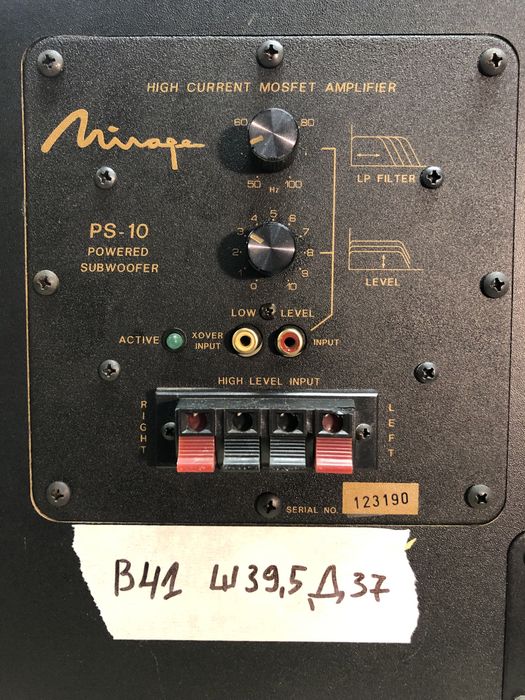 HIGH CURRENT MOSFET AMPLIFIER
Mirage
60 80
50 Hz 100
LP FILTER
PS-10
POWERED
SUBWOOFER
0 1 2 3 4 5 6 7 8 9 10
LEVEL
LOW LEVEL
ACTIVE
XOVER
INPUT
INPUT
HIGH LEVEL INPUT
RIGHT
LEFT
SERIAL NO. 123190
В41 Ш39,5 Д37